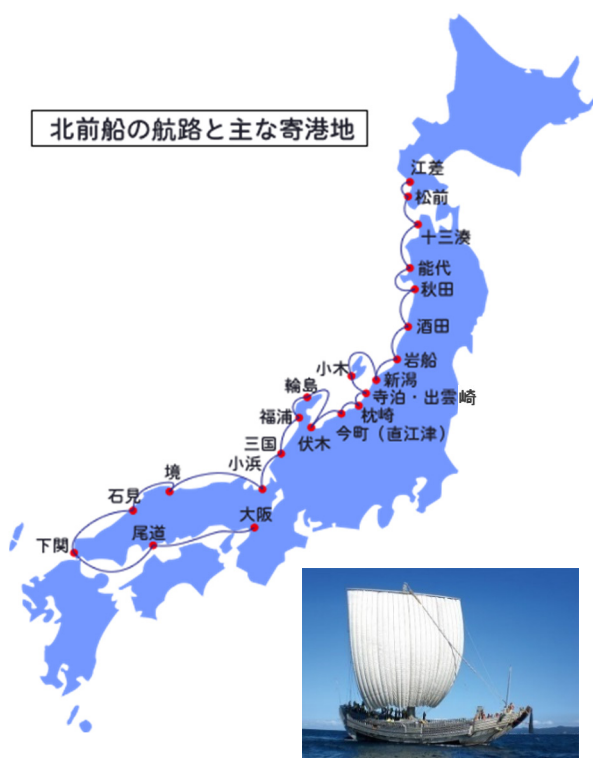 北前船の航路と主な寄港地
江差
松前
十三湊
能代
秋田
酒田
岩船
小木
新潟
寺泊・出雲崎
輪島
枕崎
福浦
今町（直江津）
伏木
三国
小浜
境
石見
大阪
尾道
下関